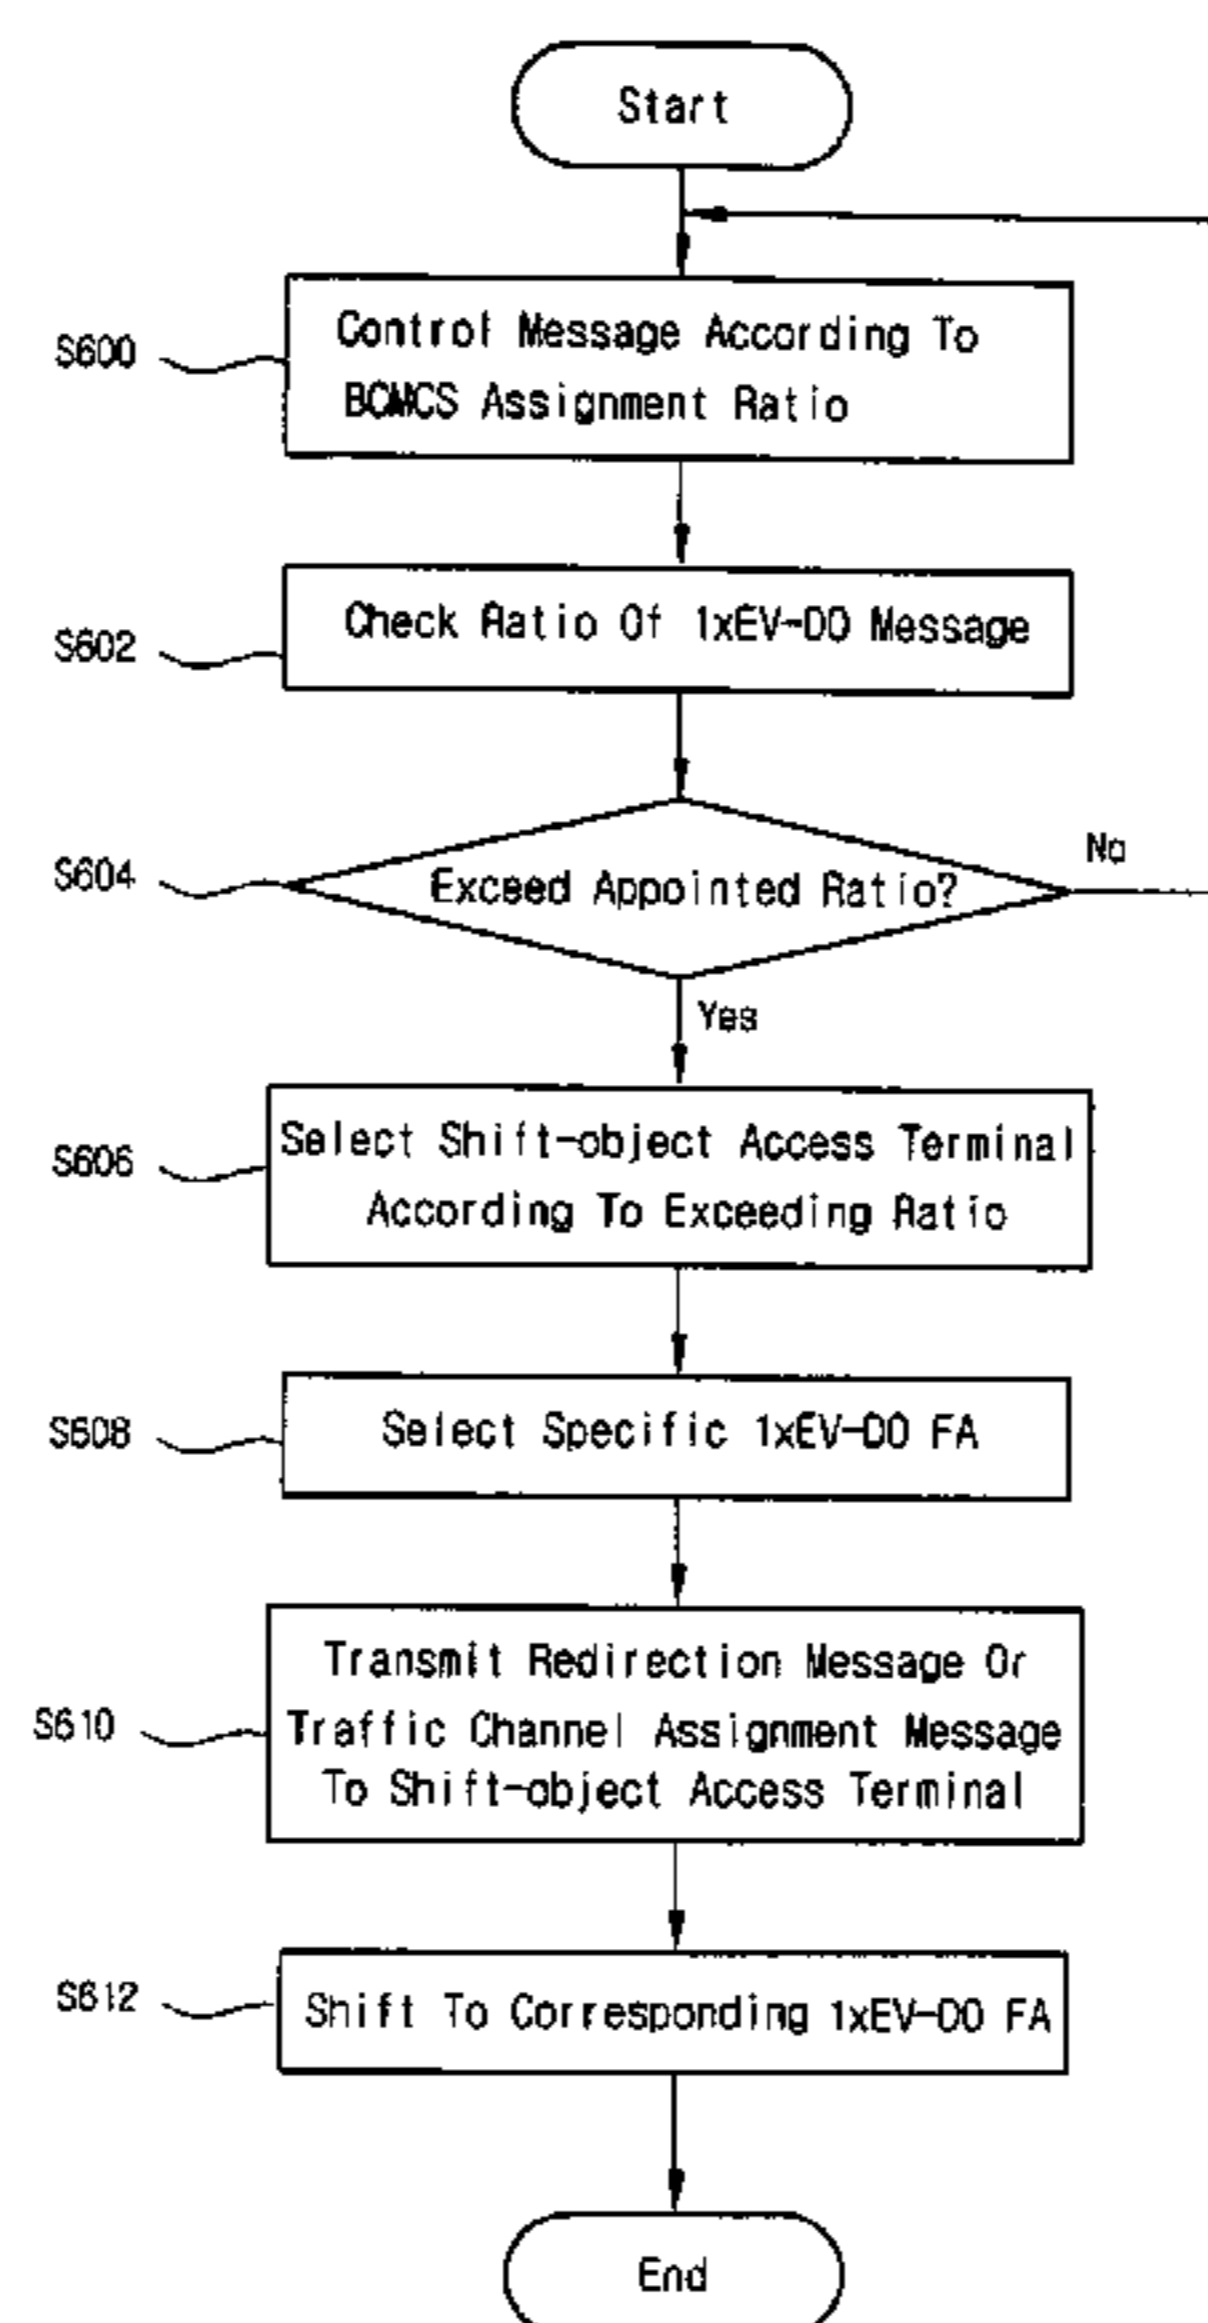 Start
S600
Control Message According To
BCMCS Assignment Ratio
S602
Check Ratio Of 1xEV-DO Message
S604
Exceed Appointed Ratio?
No
Yes
S606
Select Shift-object Access Terminal
According To Exceeding Ratio
S608
Select Specific 1xEV-DO FA
S610
Transmit Redirection Message Or
Traffic Channel Assignment Message
To Shift-object Access Terminal
S612
Shift To Corresponding 1xEV-DO FA
End